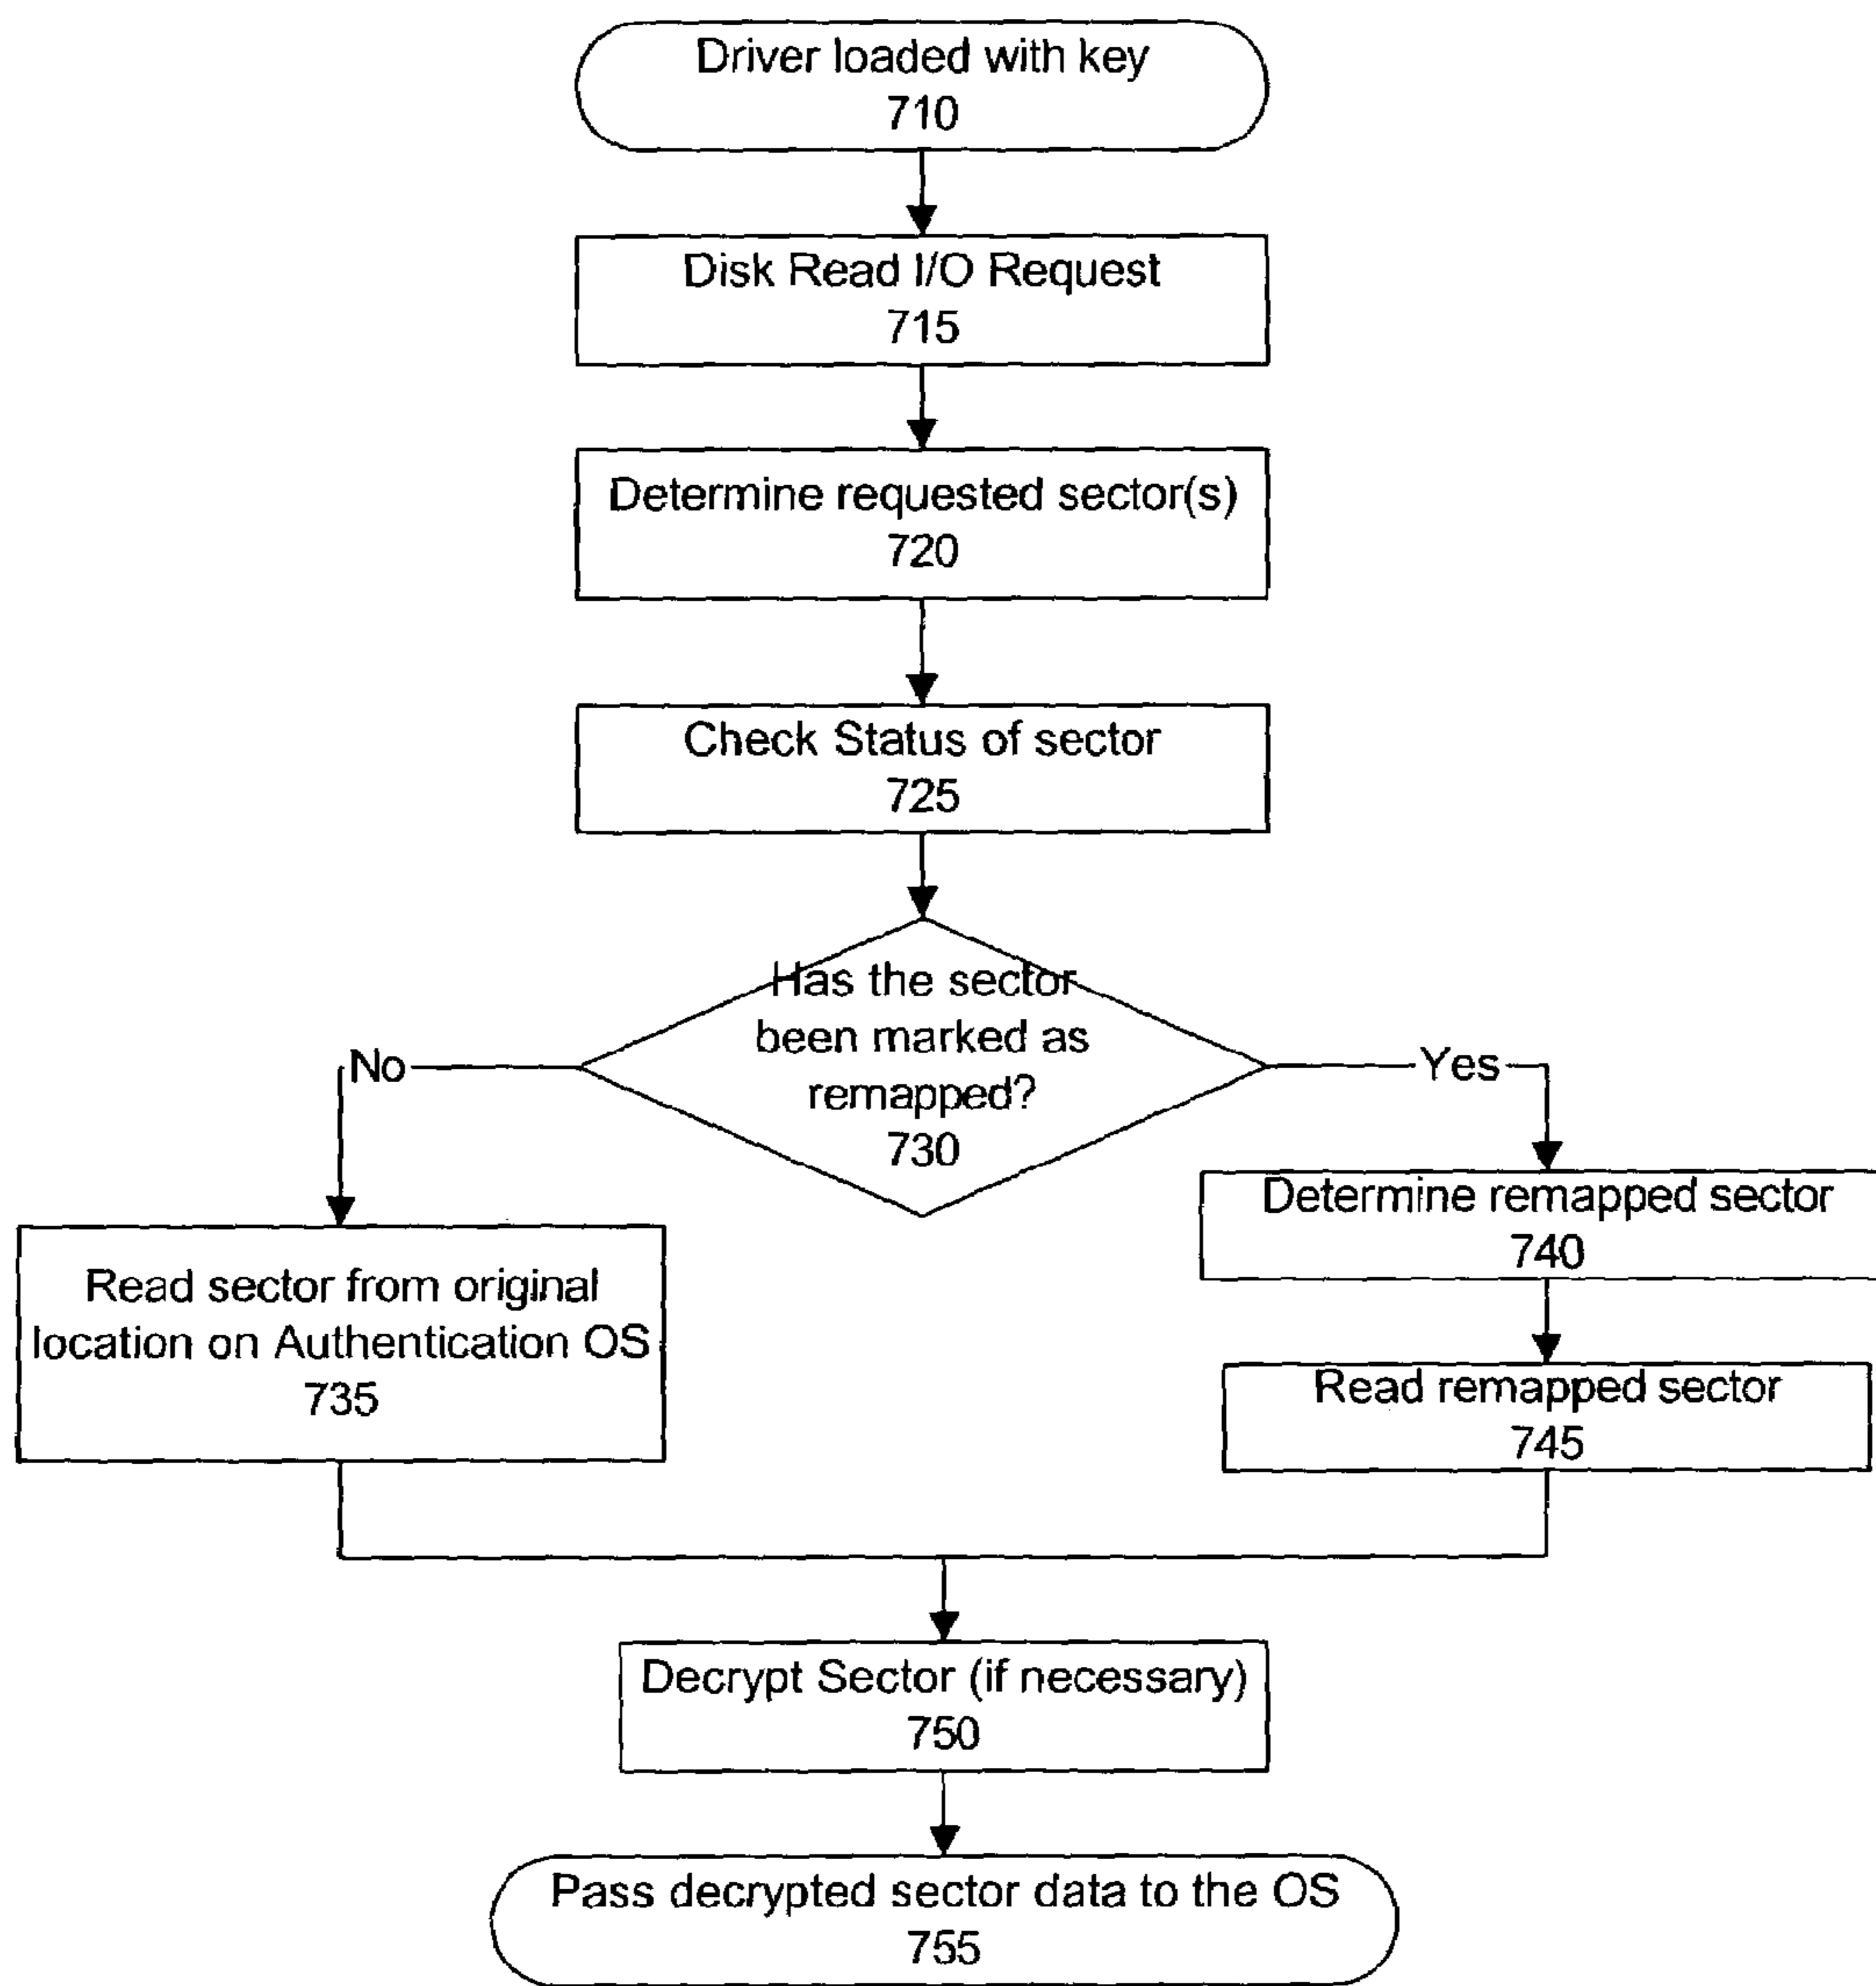 Driver loaded with key
710
Disk Read I/O Request
715
Determine requested sector(s)
720
Check Status of sector
725
Has the sector
been marked as
remapped?
730
No
Yes
Read sector from original
location on Authentication OS
735
Determine remapped sector
740
Read remapped sector
745
Decrypt Sector (if necessary)
750
Pass decrypted sector data to the OS
755